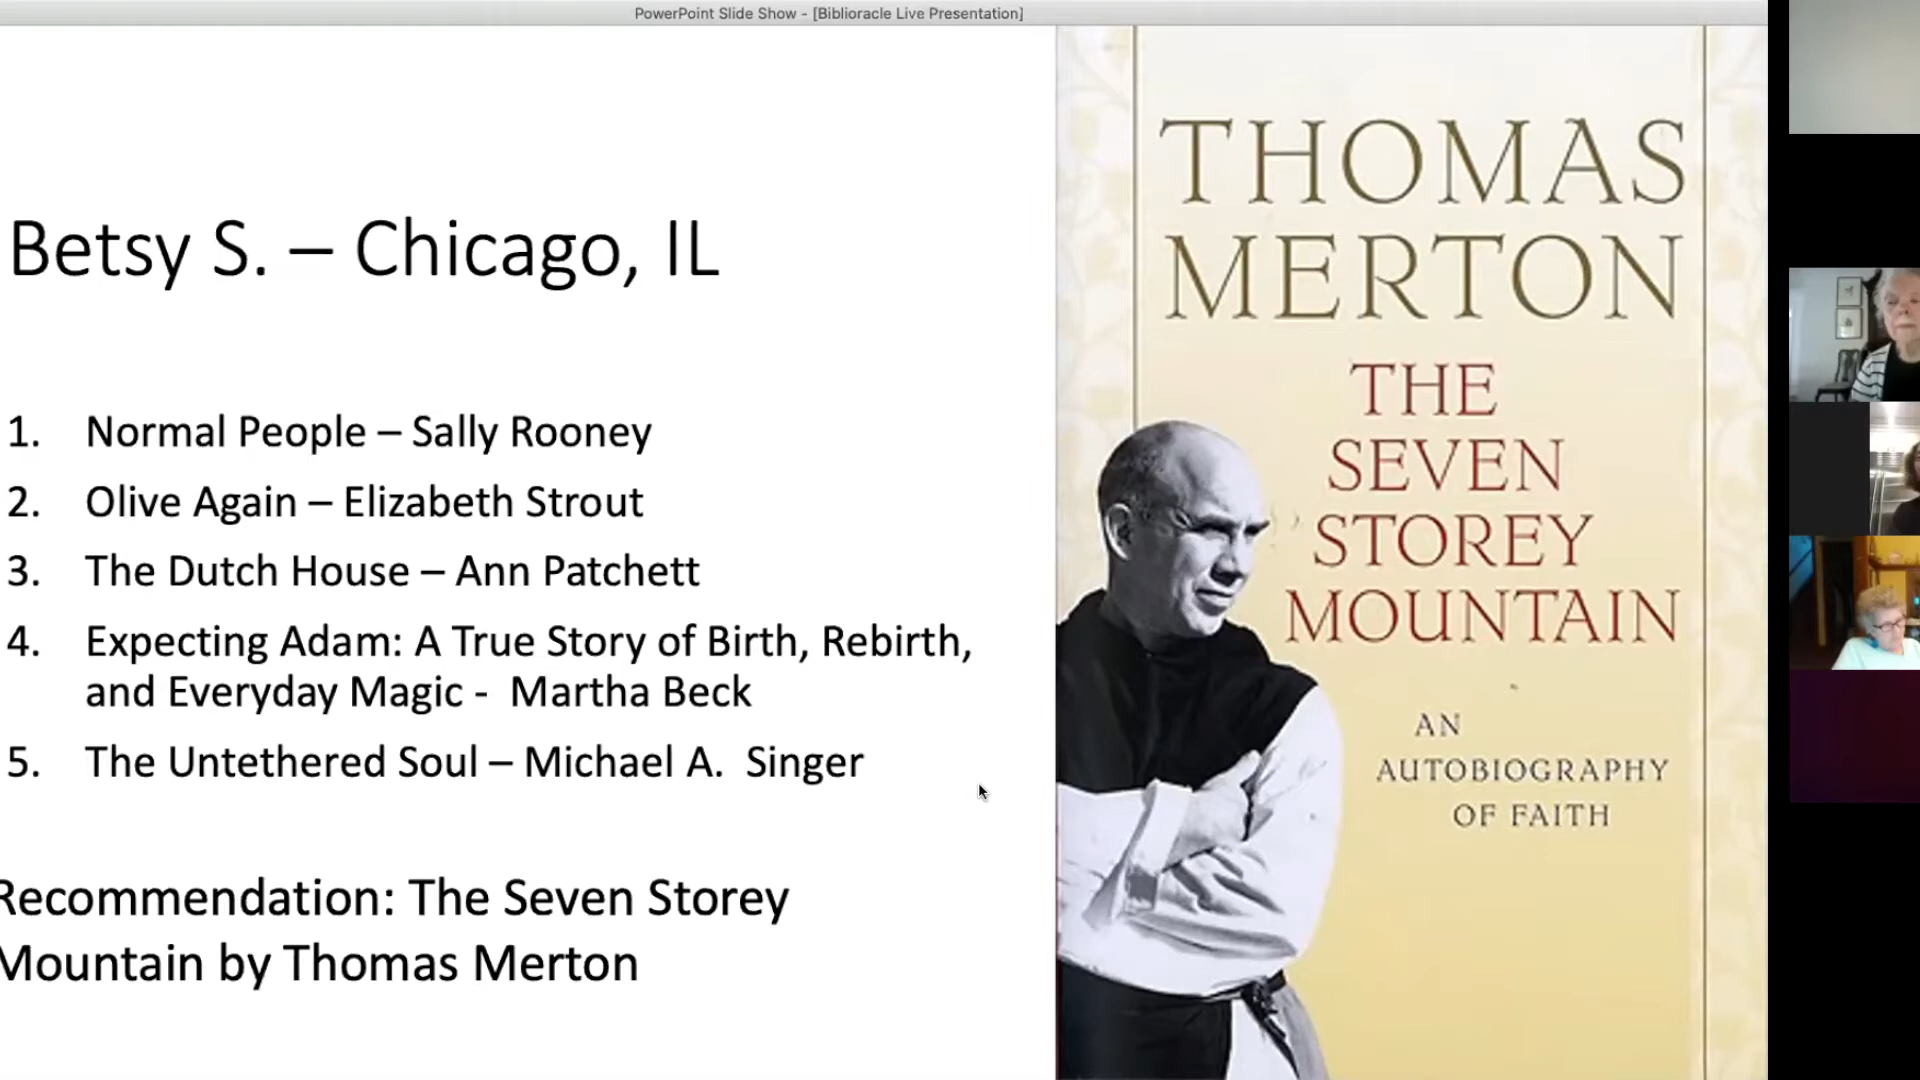 PowerPoint Slide Show - [Biblioracle Live Presentation]
Betsy S. – Chicago, IL
1. Normal People – Sally Rooney
2. Olive Again – Elizabeth Strout
3. The Dutch House – Ann Patchett
4. Expecting Adam: A True Story of Birth, Rebirth,
and Everyday Magic - Martha Beck
5. The Untethered Soul – Michael A. Singer
Recommendation: The Seven Storey
Mountain by Thomas Merton
THOMAS
MERTON
THE
SEVEN
STOREY
MOUNTAIN
AN
AUTOBIOGRAPHY
OF FAITH